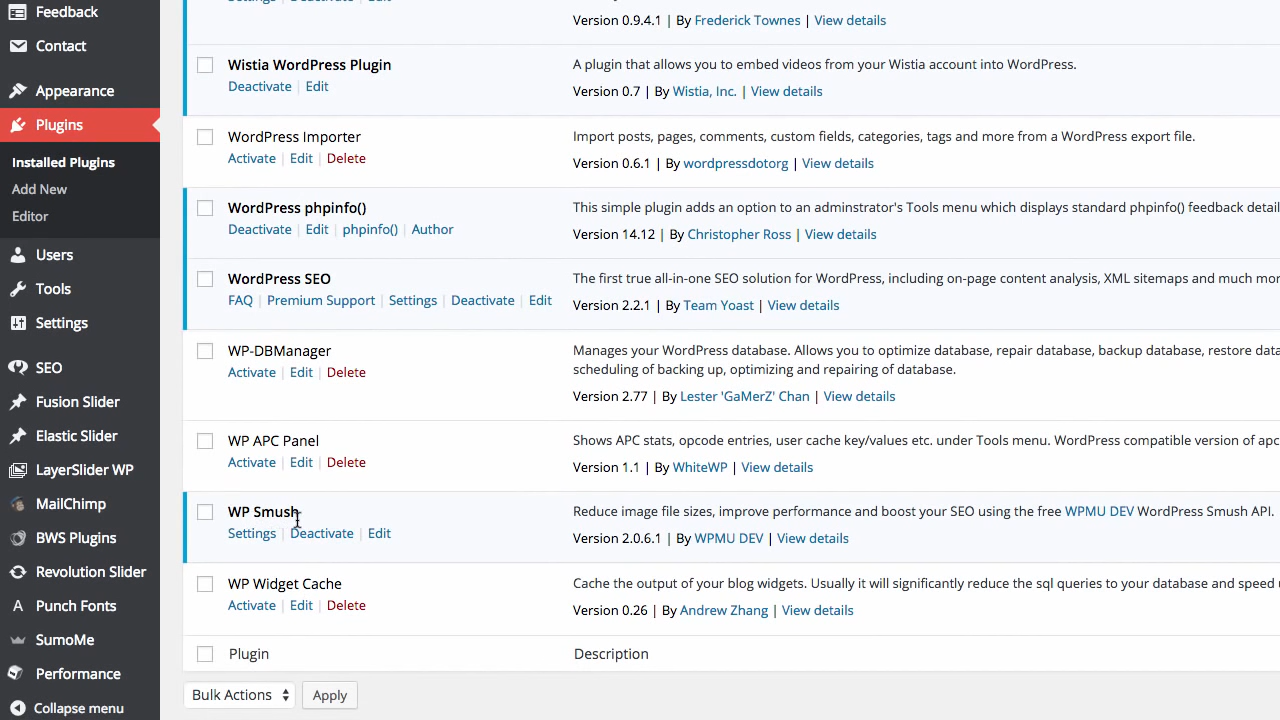 Feedback
Contact
Appearance
Plugins
Installed Plugins
Add New
Editor
Users
Tools
Settings
SEO
Fusion Slider
Elastic Slider
LayerSlider WP
MailChimp
BWS Plugins
Revolution Slider
Punch Fonts
SumoMe
Performance
Collapse menu
Version 0.9.4.1 | By Frederick Townes | View details
Wistia WordPress Plugin
Deactivate | Edit
A plugin that allows you to embed videos from your Wistia account into WordPress.
Version 0.7 | By Wistia, Inc. | View details
WordPress Importer
Activate | Edit | Delete
Import posts, pages, comments, custom fields, categories, tags and more from a WordPress export file.
Version 0.6.1 | By wordpressdotorg | View details
WordPress phpinfo()
Deactivate | Edit | phpinfo() | Author
This simple plugin adds an option to an adminstrator's Tools menu which displays standard phpinfo() feedback detail
Version 14.12 | By Christopher Ross | View details
WordPress SEO
FAQ | Premium Support | Settings | Deactivate | Edit
The first true all-in-one SEO solution for WordPress, including on-page content analysis, XML sitemaps and much mor
Version 2.2.1 | By Team Yoast | View details
WP-DBManager
Activate | Edit | Delete
Manages your WordPress database. Allows you to optimize database, repair database, backup database, restore data
scheduling of backing up, optimizing and repairing of database.
Version 2.77 | By Lester 'GaMerZ' Chan | View details
WP APC Panel
Activate | Edit | Delete
Shows APC stats, opcode entries, user cache key/values etc. under Tools menu. WordPress compatible version of apc
Version 1.1 | By WhiteWP | View details
WP Smush
Settings | Deactivate | Edit
Reduce image file sizes, improve performance and boost your SEO using the free WPMU DEV WordPress Smush API.
Version 2.0.6.1 | By WPMU DEV | View details
WP Widget Cache
Activate | Edit | Delete
Cache the output of your blog widgets. Usually it will significantly reduce the sql queries to your database and speed
Version 0.26 | By Andrew Zhang | View details
Plugin
Description
Bulk Actions
Apply